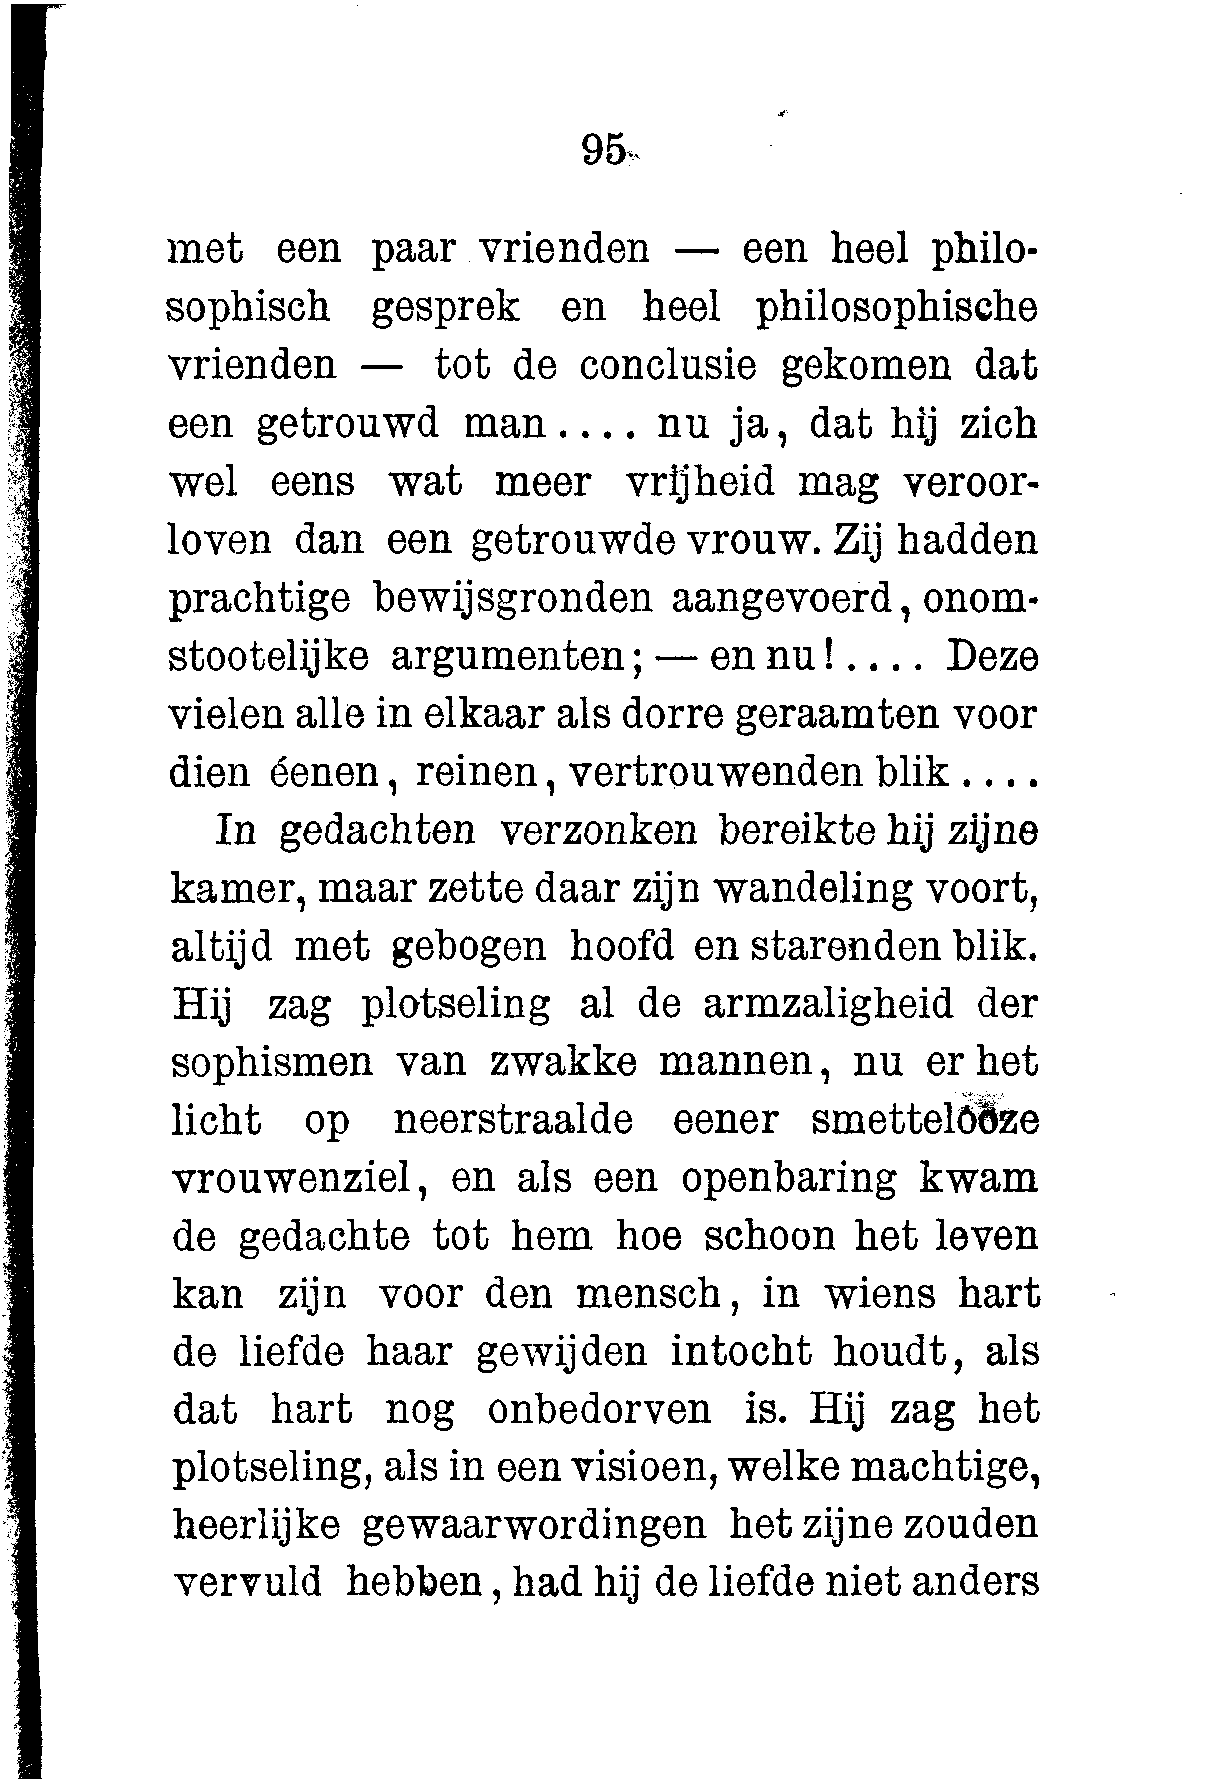 95
met een paar vrienden — een heel philo-
sophisch gesprek en heel philosophische
vrienden — tot de conclusie gekomen dat
een getrouwd man.... nu ja, dat hij zich
wel eens wat meer vrijheid mag veroor-
loven dan een getrouwde vrouw. Zij hadden
prachtige bewijsgronden aangevoerd, onom-
stootelijke argumenten; — en nu!.... Deze
vielen alle in elkaar als dorre geraamten voor
dien éenen, reinen, vertrouwenden blik....
In gedachten verzonken bereikte hij zijne
kamer, maar zette daar zijn wandeling voort,
altijd met gebogen hoofd en starenden blik.
Hij zag plotseling al de armzaligheid der
sophismen van zwakke mannen, nu er het
licht op neerstraalde eener smettelooze
vrouwenziel, en als een openbaring kwam
de gedachte tot hem hoe schoon het leven
kan zijn voor den mensch, in wiens hart
de liefde haar gewijden intocht houdt, als
dat hart nog onbedorven is. Hij zag het
plotseling, als in een visioen, welke machtige,
heerlijke gewaarwordingen het zijne zouden
vervuld hebben, had hij de liefde niet anders